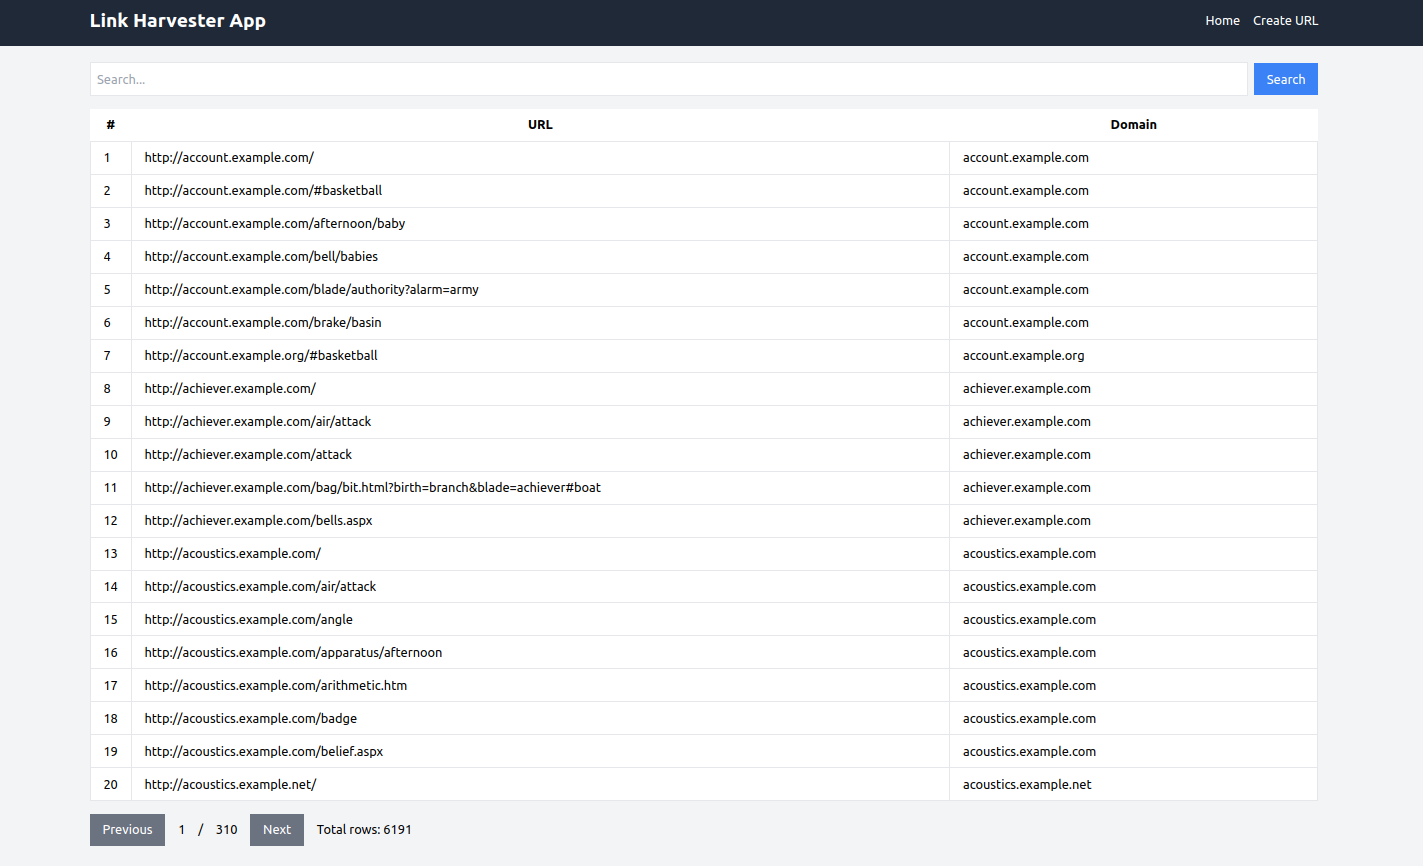 Link Harvester App Home Create URL
Search... Search
# URL Domain
1 http://account.example.com/ account.example.com
2 http://account.example.com/#basketball account.example.com
3 http://account.example.com/afternoon/baby account.example.com
4 http://account.example.com/bell/babies account.example.com
5 http://account.example.com/blade/authority?alarm=army account.example.com
6 http://account.example.com/brake/basin account.example.com
7 http://account.example.org/#basketball account.example.org
8 http://achiever.example.com/ achiever.example.com
9 http://achiever.example.com/air/attack achiever.example.com
10 http://achiever.example.com/attack achiever.example.com
11 http://achiever.example.com/bag/bit.html?birth=branch&blade=achiever#boat achiever.example.com
12 http://achiever.example.com/bells.aspx achiever.example.com
13 http://acoustics.example.com/ acoustics.example.com
14 http://acoustics.example.com/air/attack acoustics.example.com
15 http://acoustics.example.com/angle acoustics.example.com
16 http://acoustics.example.com/apparatus/afternoon acoustics.example.com
17 http://acoustics.example.com/arithmetic.htm acoustics.example.com
18 http://acoustics.example.com/badge acoustics.example.com
19 http://acoustics.example.com/belief.aspx acoustics.example.com
20 http://acoustics.example.net/ acoustics.example.net
Previous 1 / 310 Next Total rows: 6191